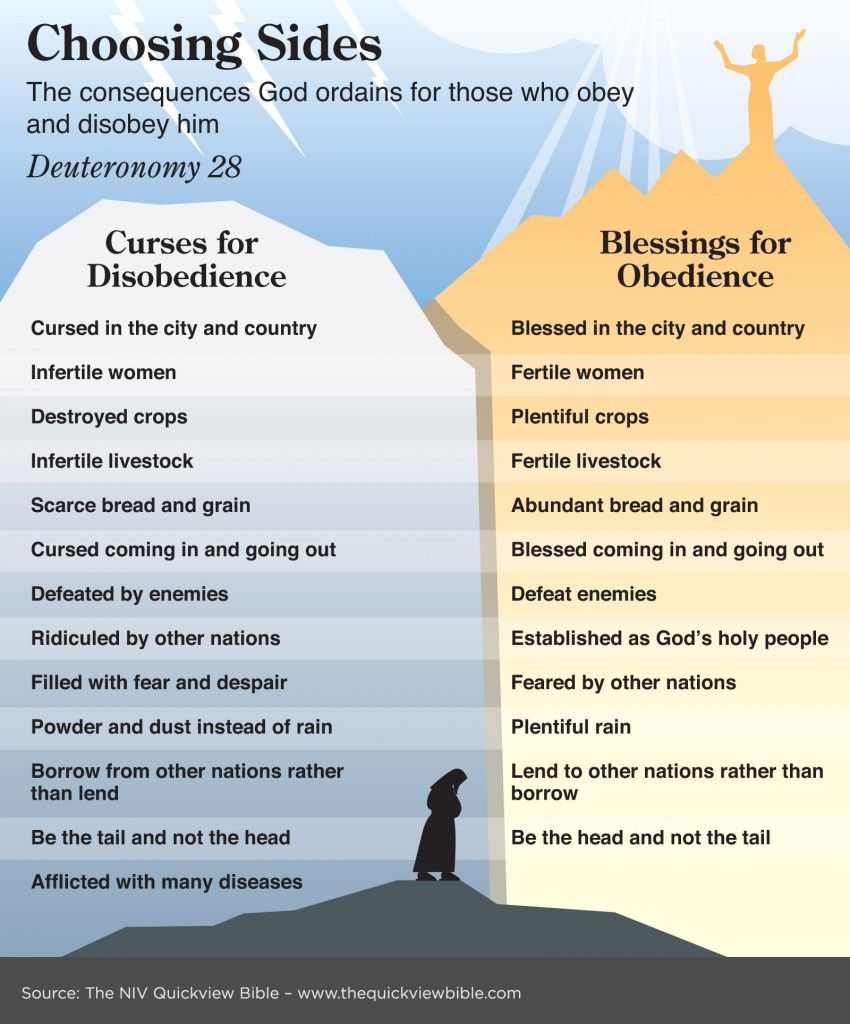 Choosing Sides
The consequences God ordains for those who obey
and disobey him
Deuteronomy 28
Curses for
Disobedience
Cursed in the city and country
Infertile women
Destroyed crops
Infertile livestock
Scarce bread and grain
Cursed coming in and going out
Defeated by enemies
Ridiculed by other nations
Filled with fear and despair
Powder and dust instead of rain
Borrow from other nations rather
than lend
Be the tail and not the head
Afflicted with many diseases
Blessings for
Obedience
Blessed in the city and country
Fertile women
Plentiful crops
Fertile livestock
Abundant bread and grain
Blessed coming in and going out
Defeat enemies
Established as God’s holy people
Feared by other nations
Plentiful rain
Lend to other nations rather than
borrow
Be the head and not the tail
Source: The NIV Quickview Bible – www.thequickviewbible.com